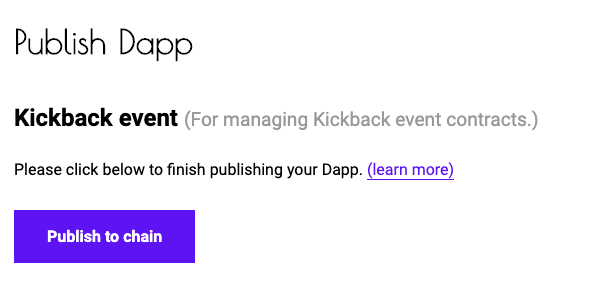 Publish Dapp
Kickback event (For managing Kickback event contracts.)
Please click below to finish publishing your Dapp. (learn more)
Publish to chain